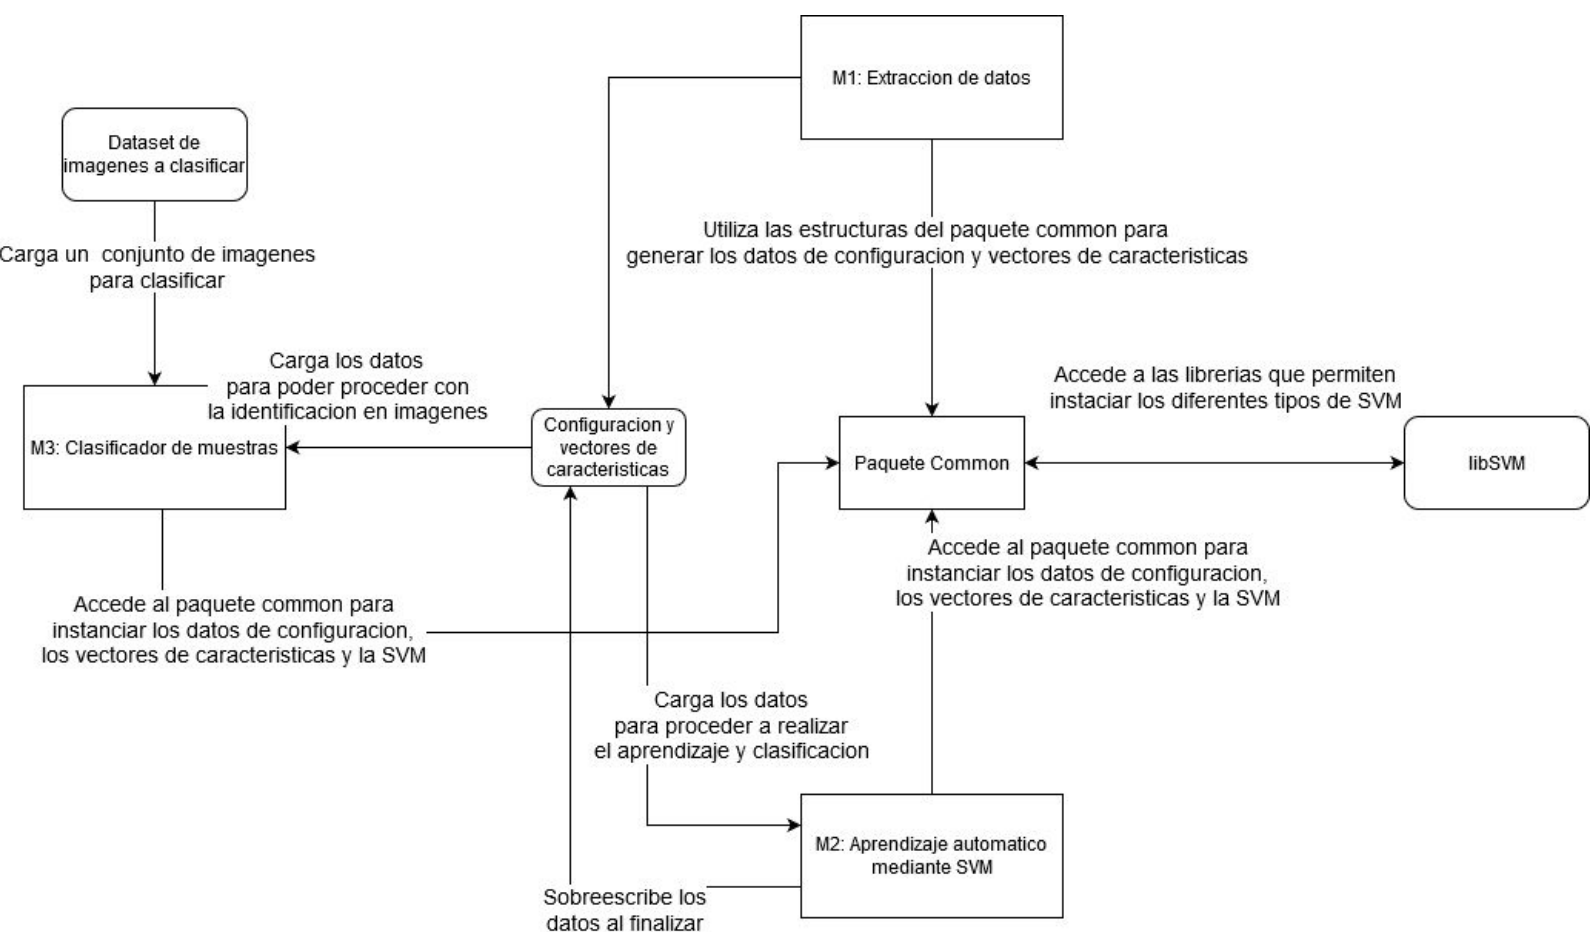 M1: Extraccion de datos
Dataset de
imagenes a clasificar
Utiliza las estructuras del paquete common para
generar los datos de configuracion y vectores de caracteristicas
Carga un conjunto de imagenes
para clasificar
Carga los datos
para poder proceder con
la identificacion en imagenes
Accede a las librerias que permiten
instaciar los diferentes tipos de SVM
M3: Clasificador de muestras
Configuracion y
vectores de
caracteristicas
Paquete Common
libSVM
Accede al paquete common para
instanciar los datos de configuracion,
los vectores de caracteristicas y la SVM
Accede al paquete common para
instanciar los datos de configuracion,
los vectores de caracteristicas y la SVM
Carga los datos
para proceder a realizar
el aprendizaje y clasificacion
M2: Aprendizaje automatico
mediante SVM
Sobreescribe los
datos al finalizar